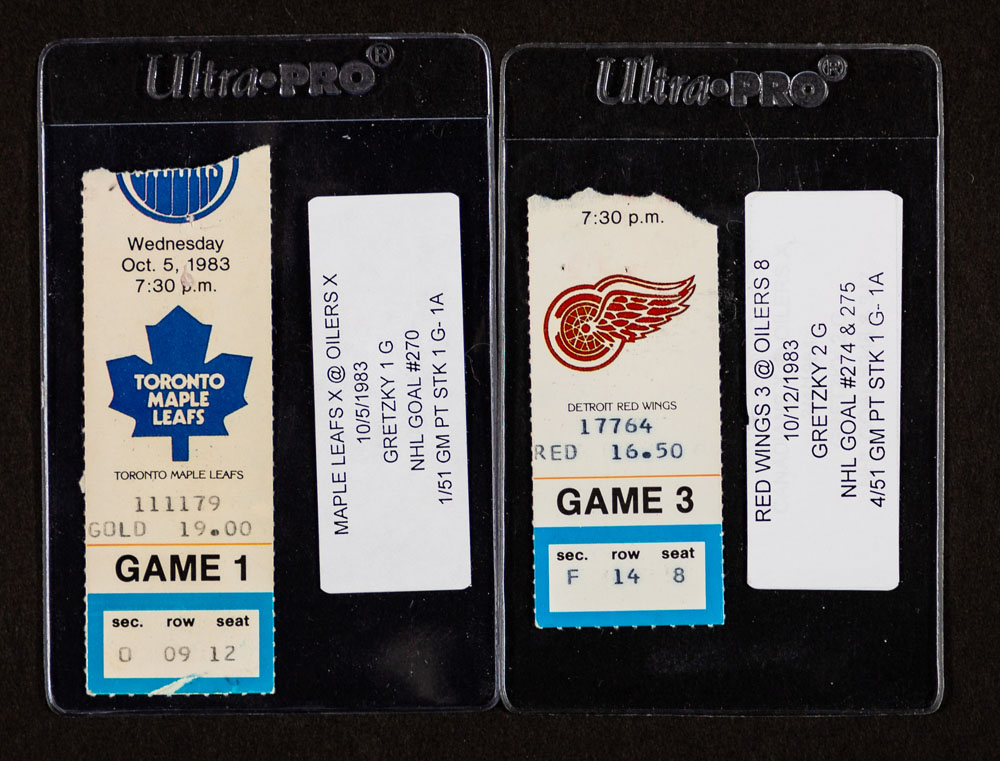 Ultra·PRO®
OILERS
Wednesday
Oct. 5, 1983
7:30 p.m.
TORONTO
MAPLE
LEAFS
TORONTO MAPLE LEAFS
111179
GOLD 19.00
GAME 1
sec. row seat
O 09 12
MAPLE LEAFS X @ OILERS X
10/5/1983
GRETZKY 1 G
NHL GOAL #270
1/51 GM PT STK 1 G- 1A
Ultra·PRO®
7:30 p.m.
DETROIT RED WINGS
17764
RED 16.50
GAME 3
sec. row seat
F 14 8
RED WINGS 3 @ OILERS 8
10/12/1983
GRETZKY 2 G
NHL GOAL #274 & 275
4/51 GM PT STK 1 G- 1A